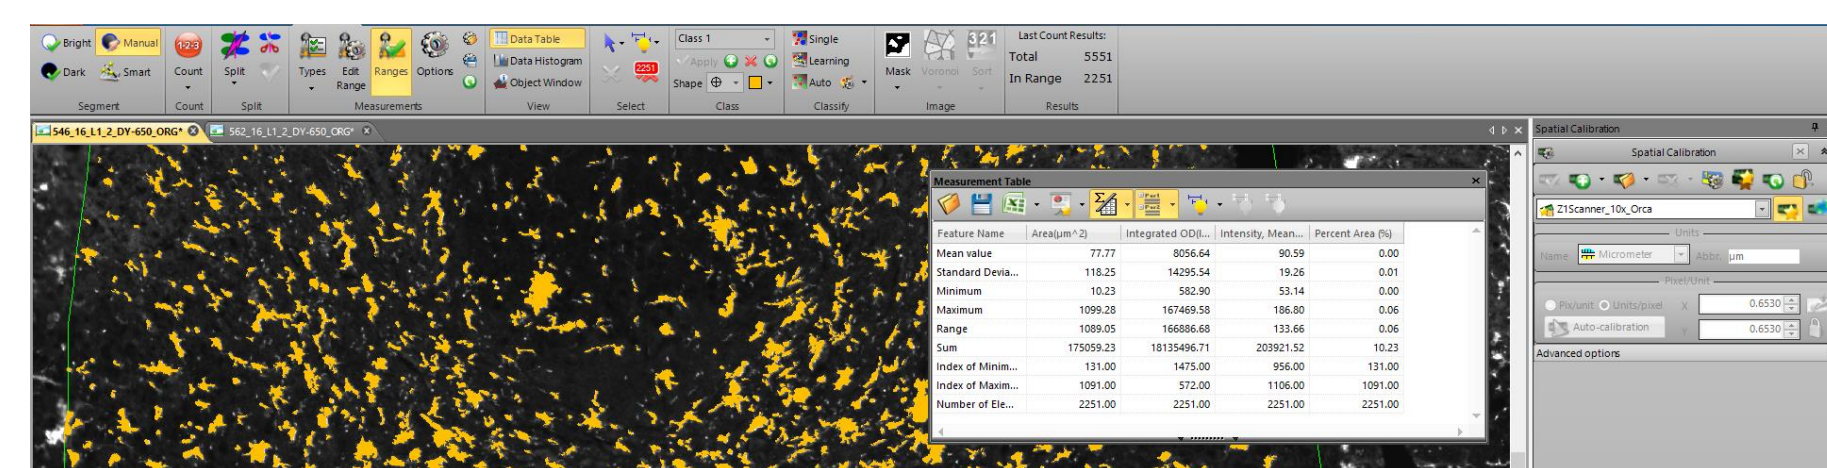 Bright Manual
Dark Smart
Segment
123
Count
Count
Split
Split
Types Edit Range Ranges Options
Measurements
Data Table
Data Histogram
Object Window
View
2251
Select
Class 1
Apply
Shape
Class
Single
Learning
Auto
Classify
Mask Voronoi 321 Sort
Image
Last Count Results:
Total 5551
In Range 2251
Results
546_16_L1_2_DY-650_ORG* 562_16_L1_2_DY-650_ORG*
Measurement Table
Feature Name Area(µm^2) Integrated OD(I... Intensity, Mean... Percent Area (%)
Mean value 77.77 8056.64 90.59 0.00
Standard Devia... 118.25 14295.54 19.26 0.01
Minimum 10.23 582.90 53.14 0.00
Maximum 1099.28 167469.58 186.80 0.06
Range 1089.05 166886.68 133.66 0.06
Sum 175059.23 18135496.71 203921.52 10.23
Index of Minim... 131.00 1475.00 956.00 131.00
Index of Maxim... 1091.00 572.00 1106.00 1091.00
Number of Ele... 2251.00 2251.00 2251.00 2251.00
Spatial Calibration
Spatial Calibration
Z1Scanner_10x_Orca
Units
Name Micrometer Abbr. µm
Pixel/Unit
Pix/unit Units/pixel X 0.6530
Auto-calibration Y 0.6530
Advanced options